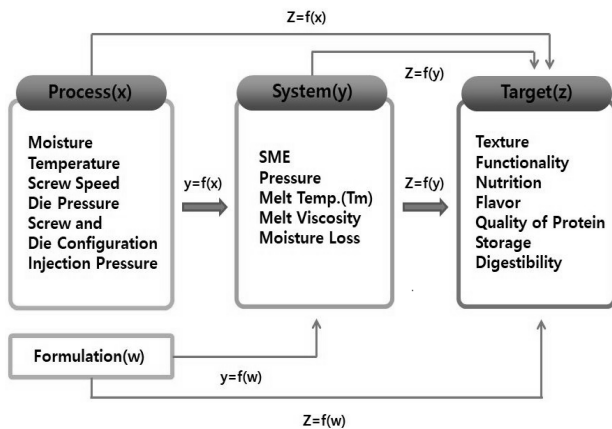 Z=f(x)
Z=f(y)
Process(x)
System(y)
Target(z)
Moisture
Temperature
Screw Speed
Die Pressure
Screw and
Die Configuration
Injection Pressure
y=f(x)
SME
Pressure
Melt Temp.(Tm)
Melt Viscosity
Moisture Loss
Z=f(y)
Texture
Functionality
Nutrition
Flavor
Quality of Protein
Storage
Digestibility
Formulation(w)
y=f(w)
Z=f(w)